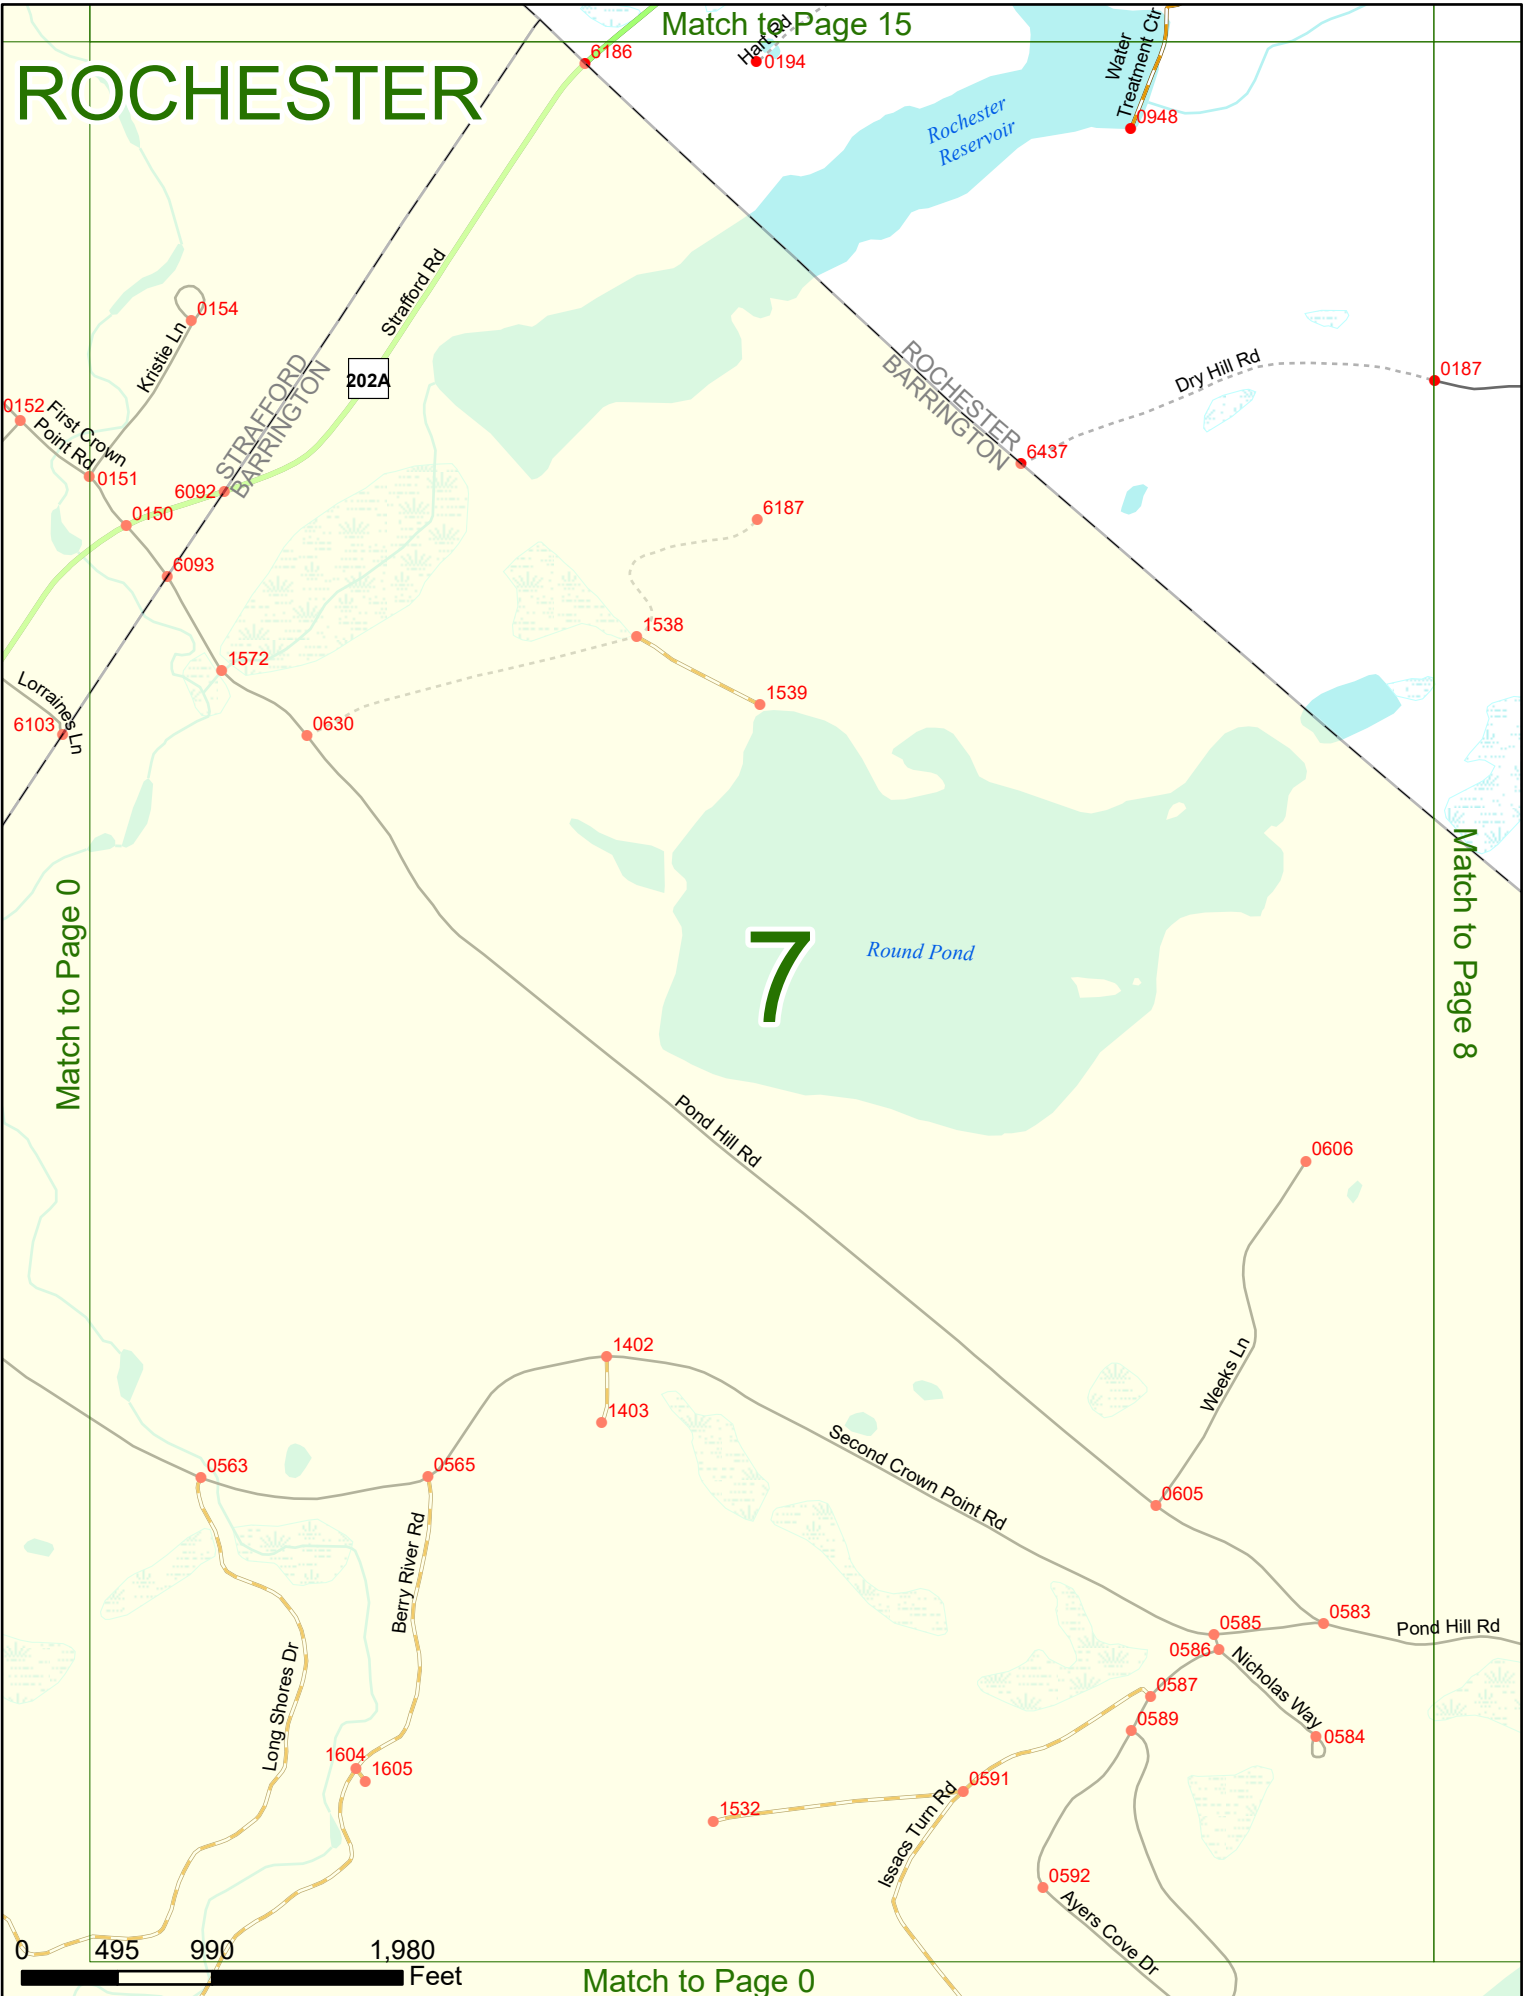 Match to Page 15
ROCHESTER
6186
Hart Rd
0194
Water
Treatment Ctr
0948
Rochester
Reservoir
0154
Kristie Ln
Strafford Rd
202A
STRAFFORD
BARRINGTON
ROCHESTER
BARRINGTON
Dry Hill Rd
0187
0152
First Crown
Point Rd
0151
6092
0150
6437
6187
6093
1538
1572
1539
Lorraines Ln
6103
0630
Match to Page 0
7
Round Pond
Match to Page 8
Pond Hill Rd
0606
1402
Weeks Ln
1403
Second Crown Point Rd
0563
0565
0605
Berry River Rd
0583
0585
Pond Hill Rd
0586
Nicholas Way
Long Shores Dr
0587
0589
0584
1604
1605
0591
1532
Issacs Turn Rd
0592
Ayers Cove Dr
0 495 990 1,980
Feet
Match to Page 0